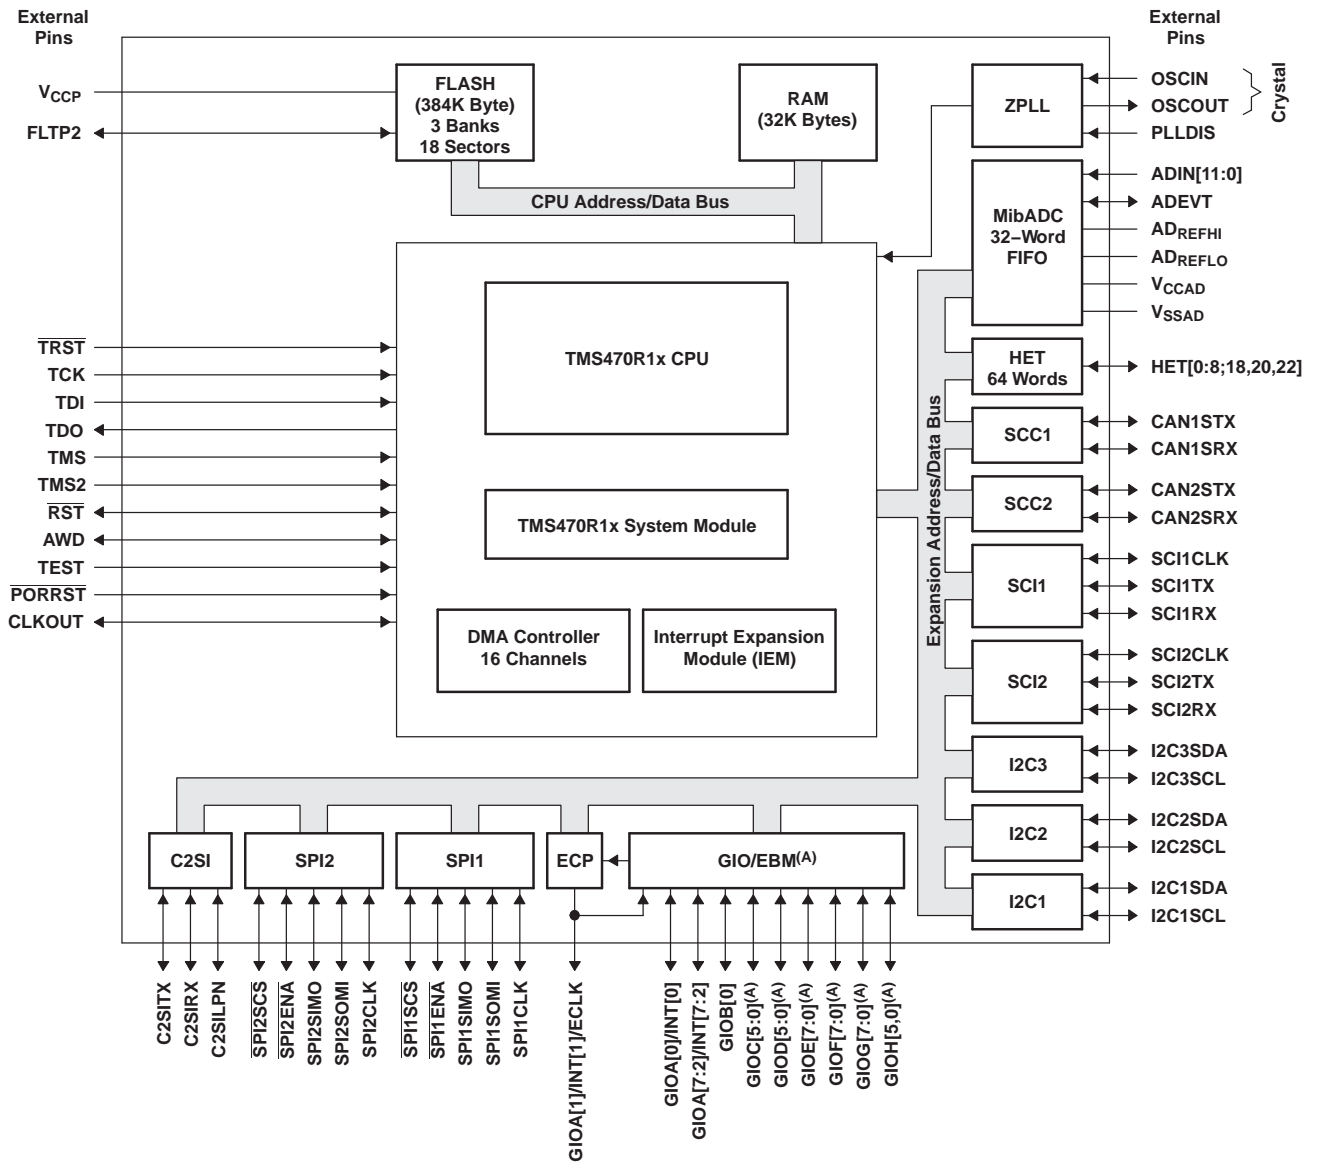 External
Pins
External
Pins
VCCP
FLTP2
FLASH
(384K Byte)
3 Banks
18 Sectors
RAM
(32K Bytes)
ZPLL
OSCIN
OSCOUT
PLLDIS
Crystal
CPU Address/Data Bus
MibADC
32–Word
FIFO
ADIN[11:0]
ADEVT
ADREFHI
ADREFLO
VCCAD
VSSAD
TRST
TCK
TDI
TDO
TMS
TMS2
RST
AWD
TEST
PORRST
CLKOUT
TMS470R1x CPU
TMS470R1x System Module
DMA Controller
16 Channels
Interrupt Expansion
Module (IEM)
Expansion Address/Data Bus
HET
64 Words
HET[0:8;18,20,22]
SCC1
CAN1STX
CAN1SRX
SCC2
CAN2STX
CAN2SRX
SCI1
SCI1CLK
SCI1TX
SCI1RX
SCI2
SCI2CLK
SCI2TX
SCI2RX
I2C3
I2C3SDA
I2C3SCL
I2C2
I2C2SDA
I2C2SCL
I2C1
I2C1SDA
I2C1SCL
C2SI
SPI2
SPI1
ECP
GIO/EBM(A)
C2SITX
C2SIRX
C2SILPN
SPI2SCS
SPI2ENA
SPI2SIMO
SPI2SOMI
SPI2CLK
SPI1SCS
SPI1ENA
SPI1SIMO
SPI1SOMI
SPI1CLK
GIOA[1]/INT[1]/ECLK
GIOA[0]/INT[0]
GIOA[7:2]/INT[7:2]
GIOB[0]
GIOC[5:0](A)
GIOD[5:0](A)
GIOE[7:0](A)
GIOF[7:0](A)
GIOG[7:0](A)
GIOH[5,0](A)